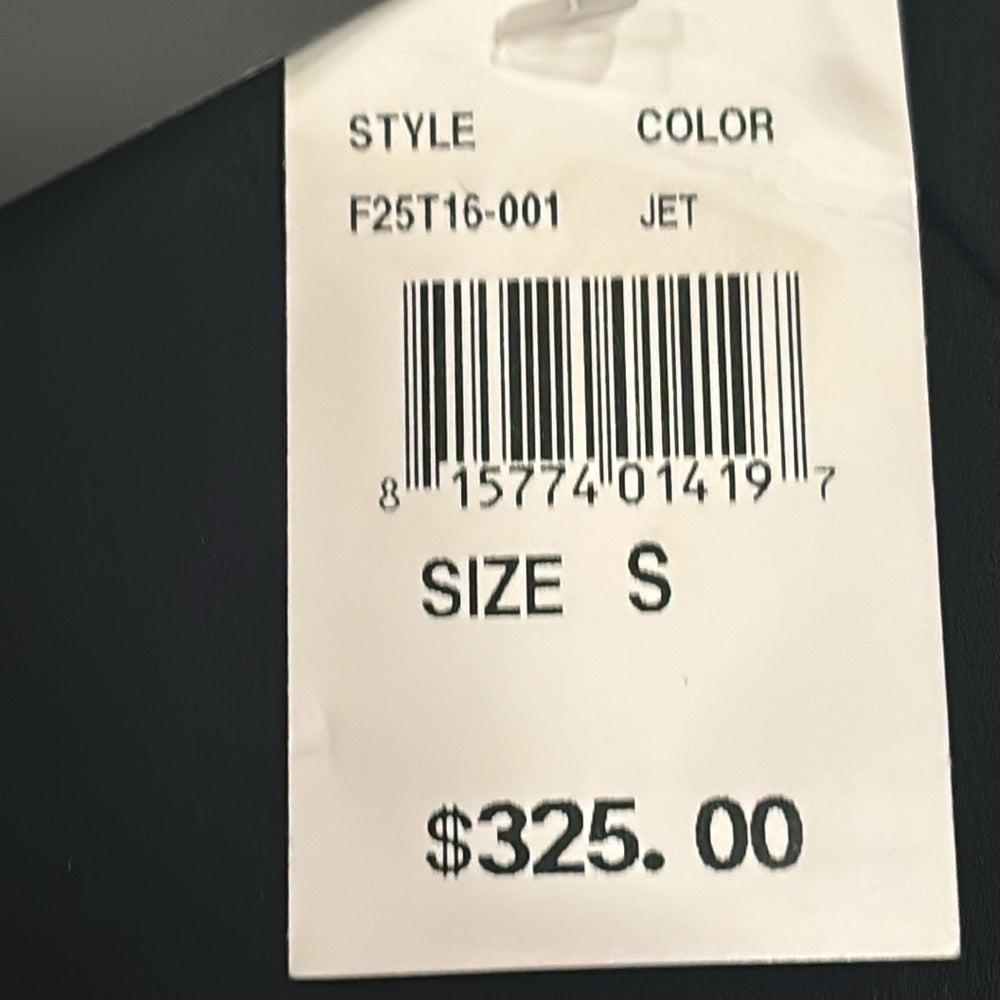 STYLE COLOR
F25T16-001 JET
8 15774 01419 7
SIZE S
$325.00